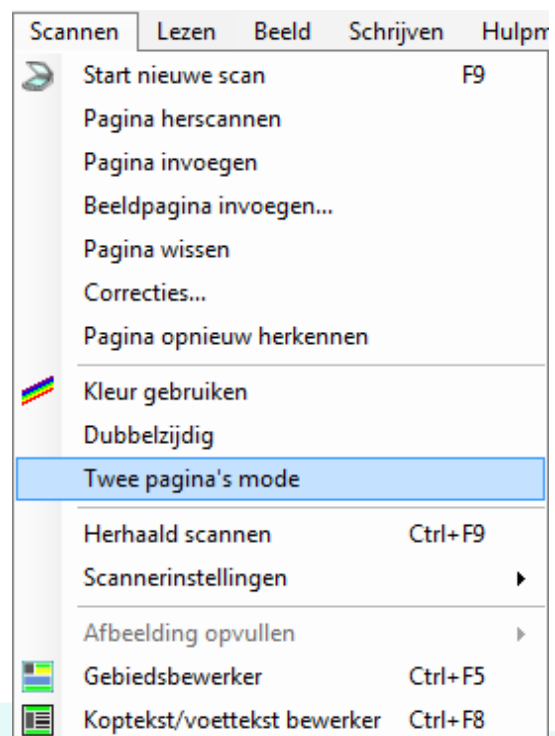 Scannen Lezen Beeld Schrijven Hulpm
Start nieuwe scan F9
Pagina herscannen
Pagina invoegen
Beeldpagina invoegen...
Pagina wissen
Correcties...
Pagina opnieuw herkennen
Kleur gebruiken
Dubbelzijdig
Twee pagina's mode
Herhaald scannen Ctrl+F9
Scannerinstellingen
Afbeelding opvullen
Gebiedsbewerker Ctrl+F5
Koptekst/voettekst bewerker Ctrl+F8